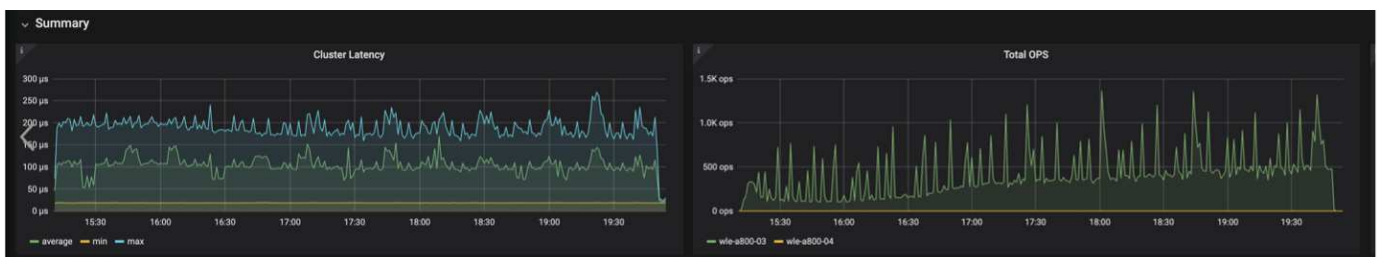 Summary
i
Cluster Latency
300 µs
250 µs
200 µs
150 µs
100 µs
50 µs
0 µs
15:30 16:00 16:30 17:00 17:30 18:00 18:30 19:00 19:30
average min max
i
Total OPS
1.5K ops
1.0K ops
500 ops
0 ops
15:30 16:00 16:30 17:00 17:30 18:00 18:30 19:00 19:30
wle-a800-03 wle-a800-04